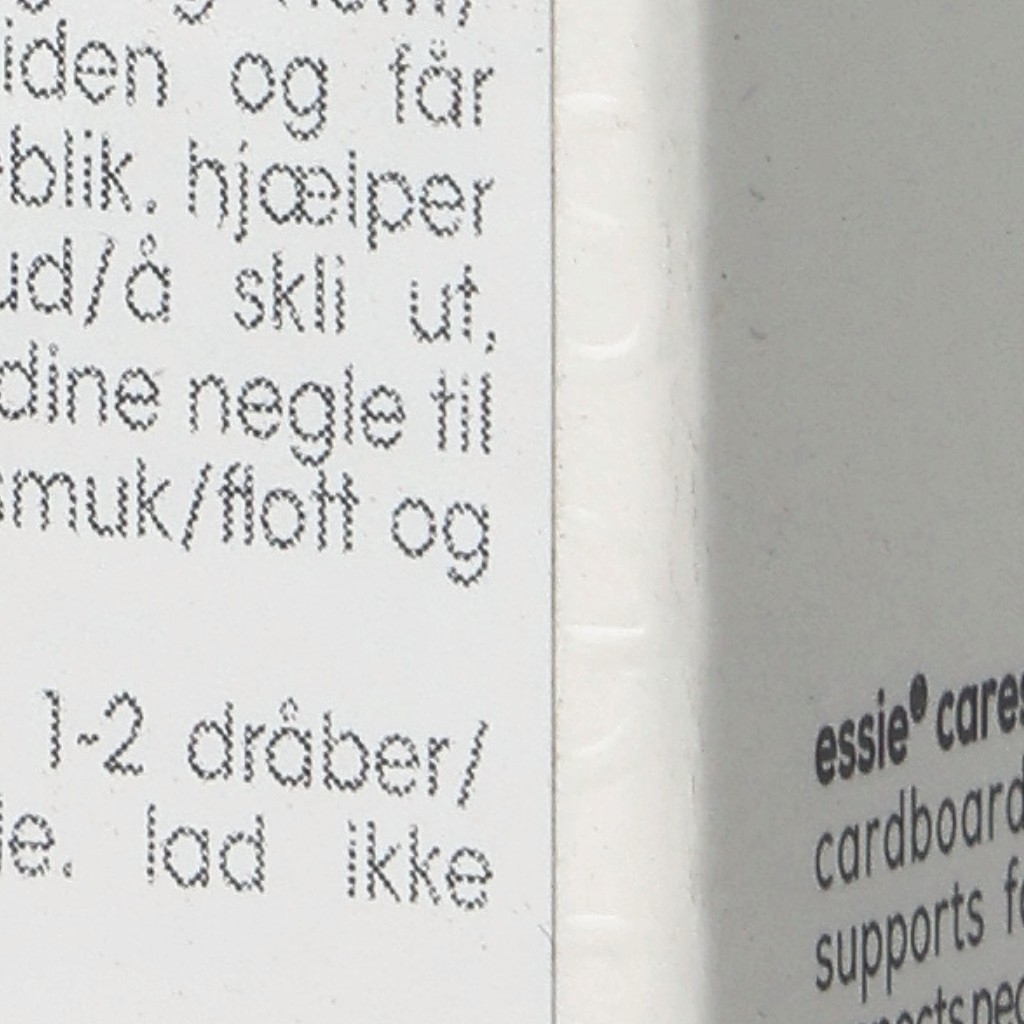 iden og får
blik. hjælper
ud/å skli ut,
dine negle til
smuk/flott og
1-2 dråber/
e. lad ikke
essie® cares
cardboard
supports